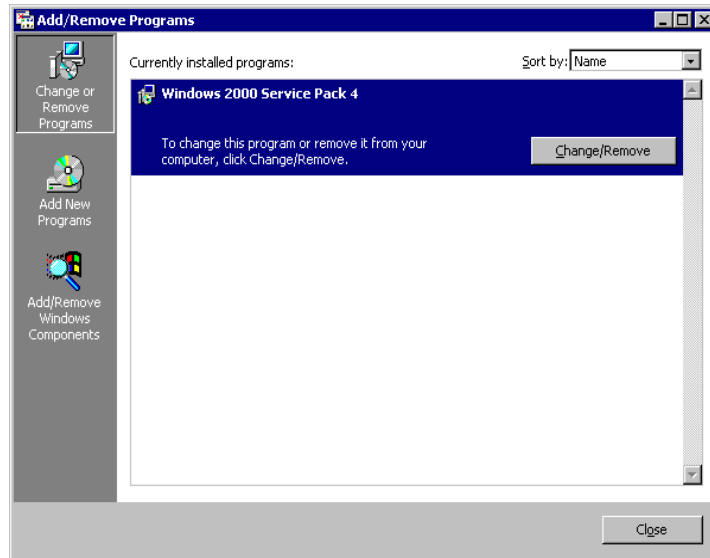 Add/Remove Programs
Change or
Remove
Programs
Add New
Programs
Add/Remove
Windows
Components
Currently installed programs:
Sort by: Name
Windows 2000 Service Pack 4
To change this program or remove it from your
computer, click Change/Remove.
Change/Remove
Close